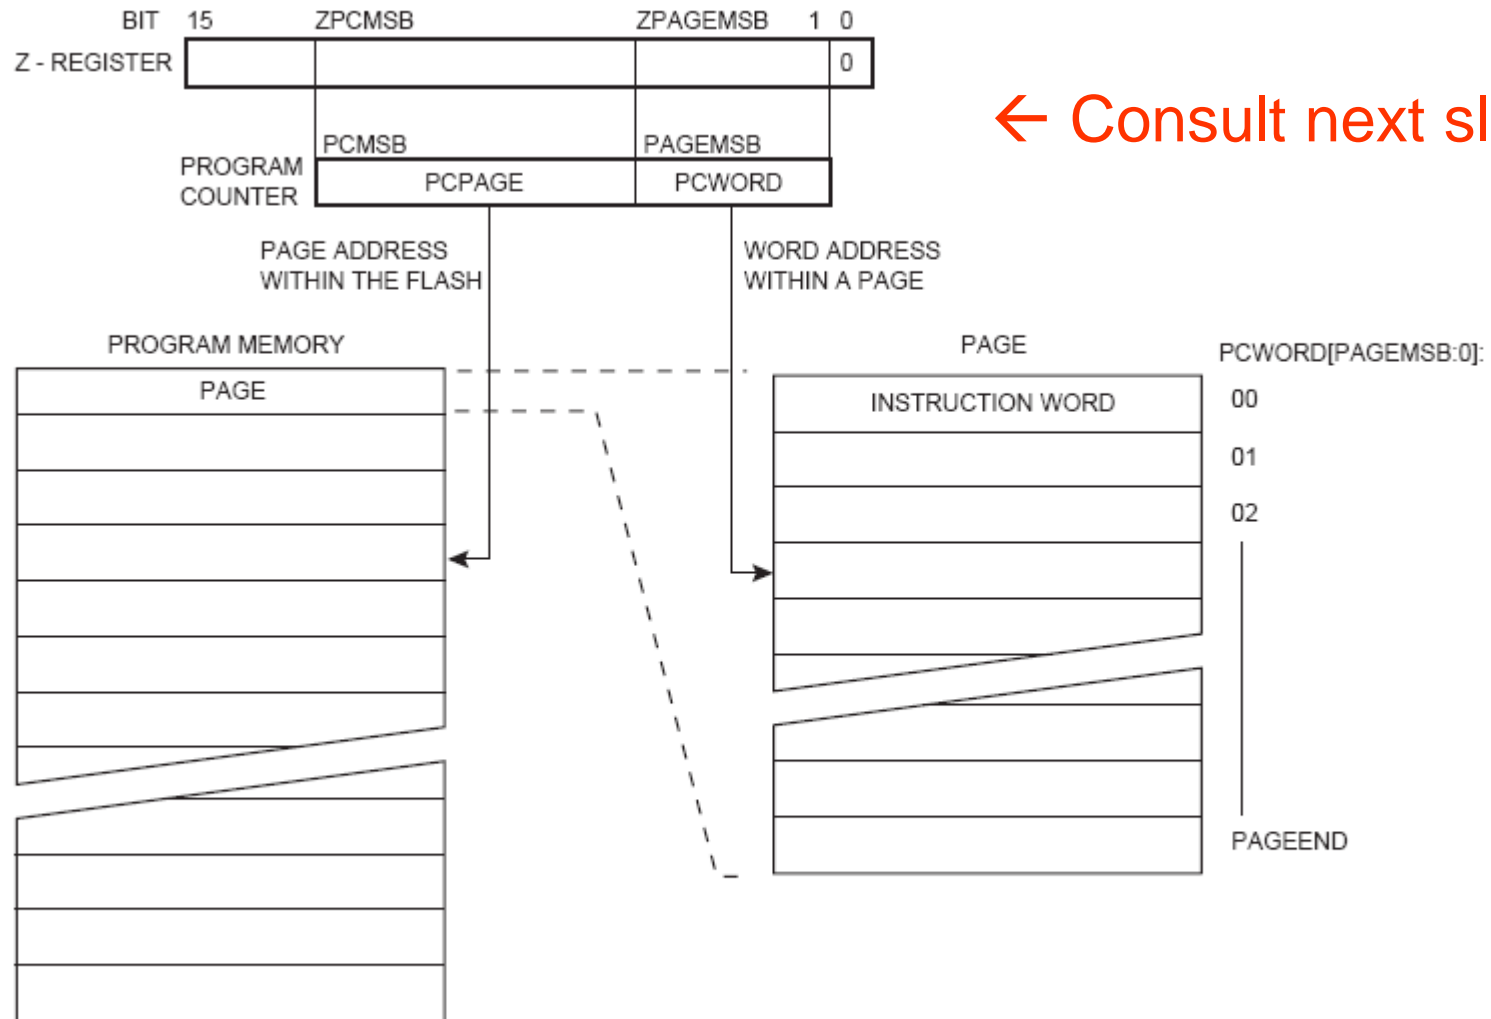 BIT 15 ZPCMSB ZPAGEMSB 1 0
Z - REGISTER 0
← Consult next sl
PCMSB PAGEMSB
PROGRAM
COUNTER
PCPAGE PCWORD
PAGE ADDRESS
WITHIN THE FLASH
WORD ADDRESS
WITHIN A PAGE
PROGRAM MEMORY
PAGE
PAGE
PCWORD[PAGEMSB:0]:
INSTRUCTION WORD
00
01
02
PAGEEND